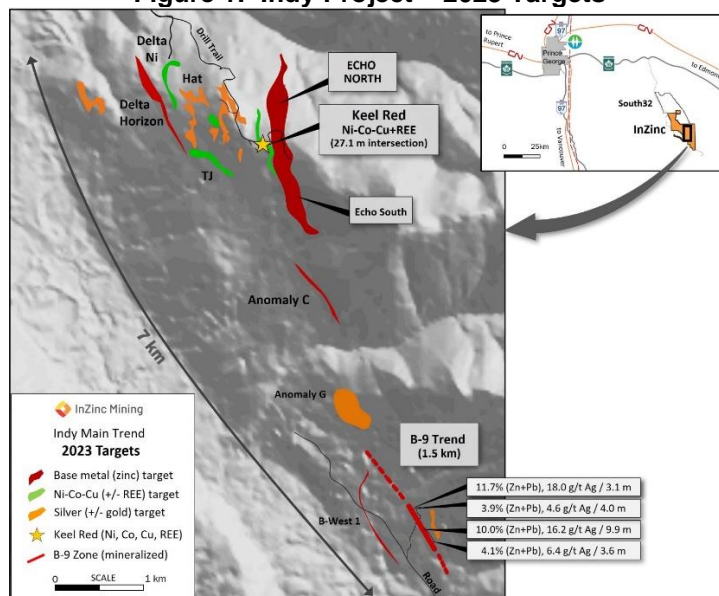 Figure 1: Indy Project – 2023 Targets
Delta
Ni
Drill Trail
Hat
Delta
Horizon
TJ
ECHO
NORTH
Keel Red
Ni-Co-Cu+REE
(27.1 m intersection)
Echo South
Anomaly C
7 km
Anomaly G
B-9 Trend
(1.5 km)
B-West 1
Road
11.7% (Zn+Pb), 18.0 g/t Ag / 3.1 m
3.9% (Zn+Pb), 4.6 g/t Ag / 4.0 m
10.0% (Zn+Pb), 16.2 g/t Ag / 9.9 m
4.1% (Zn+Pb), 6.4 g/t Ag / 3.6 m
to Prince
Rupert
CN
97
Prince
George
CN
to Edmo
South32
InZinc
to Vancouver
97
CN
0 25km
InZinc Mining
Indy Main Trend
2023 Targets
Base metal (zinc) target
Ni-Co-Cu (+/- REE) target
Silver (+/- gold) target
Keel Red (Ni, Co, Cu, REE)
B-9 Zone (mineralized)
0 SCALE 1 km